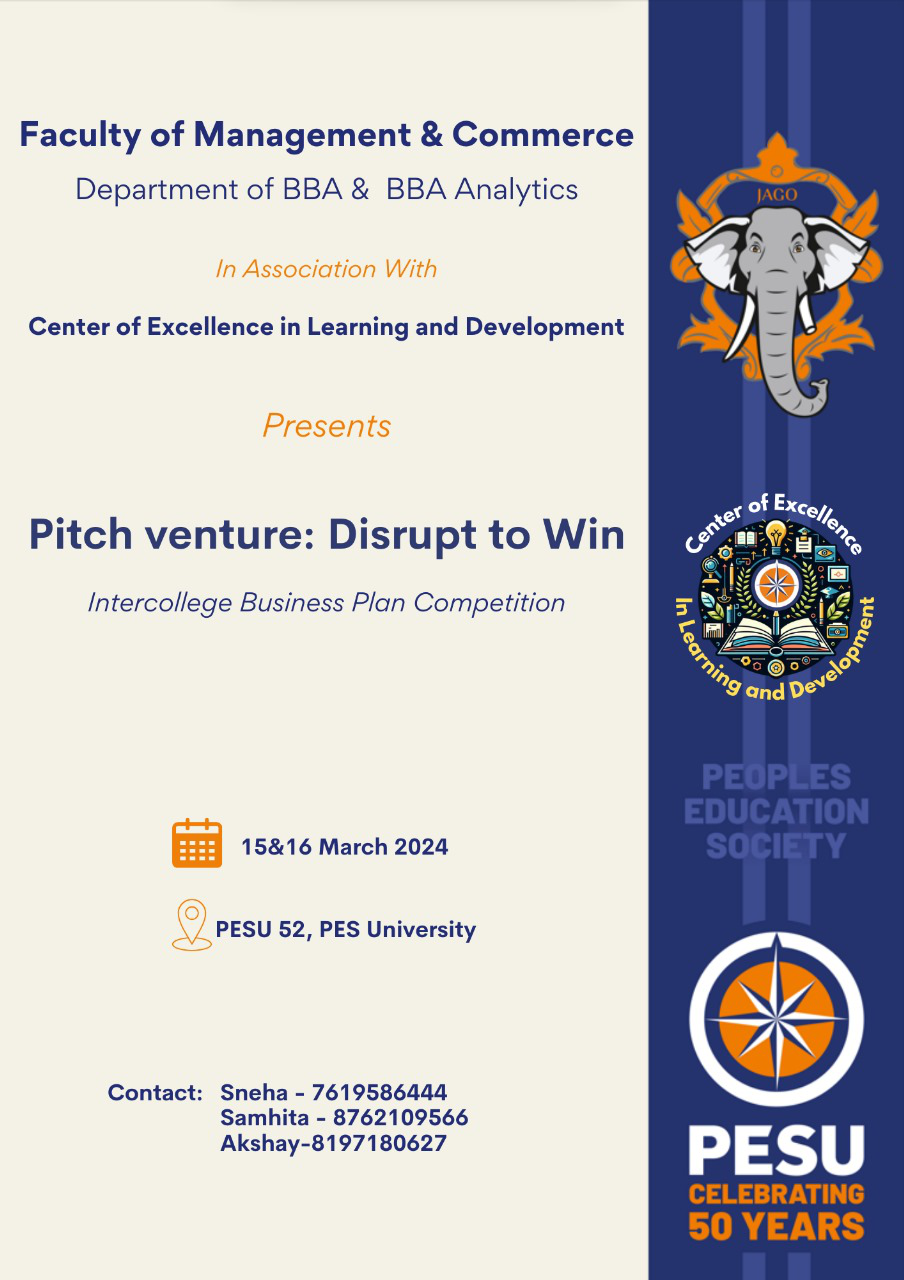 Faculty of Management & Commerce
Department of BBA & BBA Analytics
In Association With
Center of Excellence in Learning and Development
Presents
Pitch venture: Disrupt to Win
Intercollege Business Plan Competition
15&16 March 2024
PESU 52, PES University
Contact: Sneha - 7619586444
Samhita - 8762109566
Akshay-8197180627
JAGO
Center of Excellence
In Learning and Development
PEOPLES
EDUCATION
SOCIETY
PESU
CELEBRATING
50 YEARS